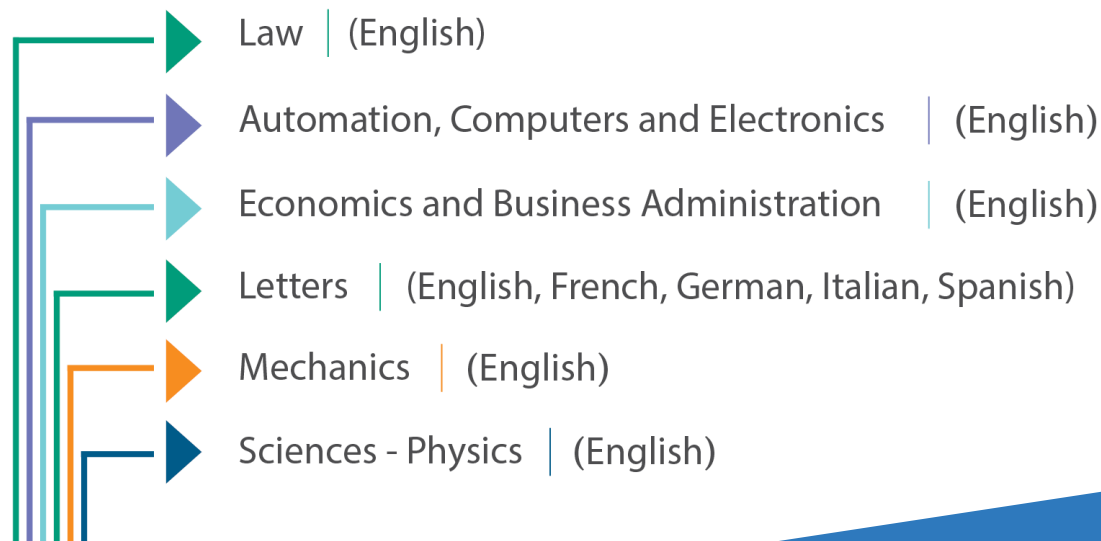 Law | (English)
Automation, Computers and Electronics | (English)
Economics and Business Administration | (English)
Letters | (English, French, German, Italian, Spanish)
Mechanics | (English)
Sciences - Physics | (English)